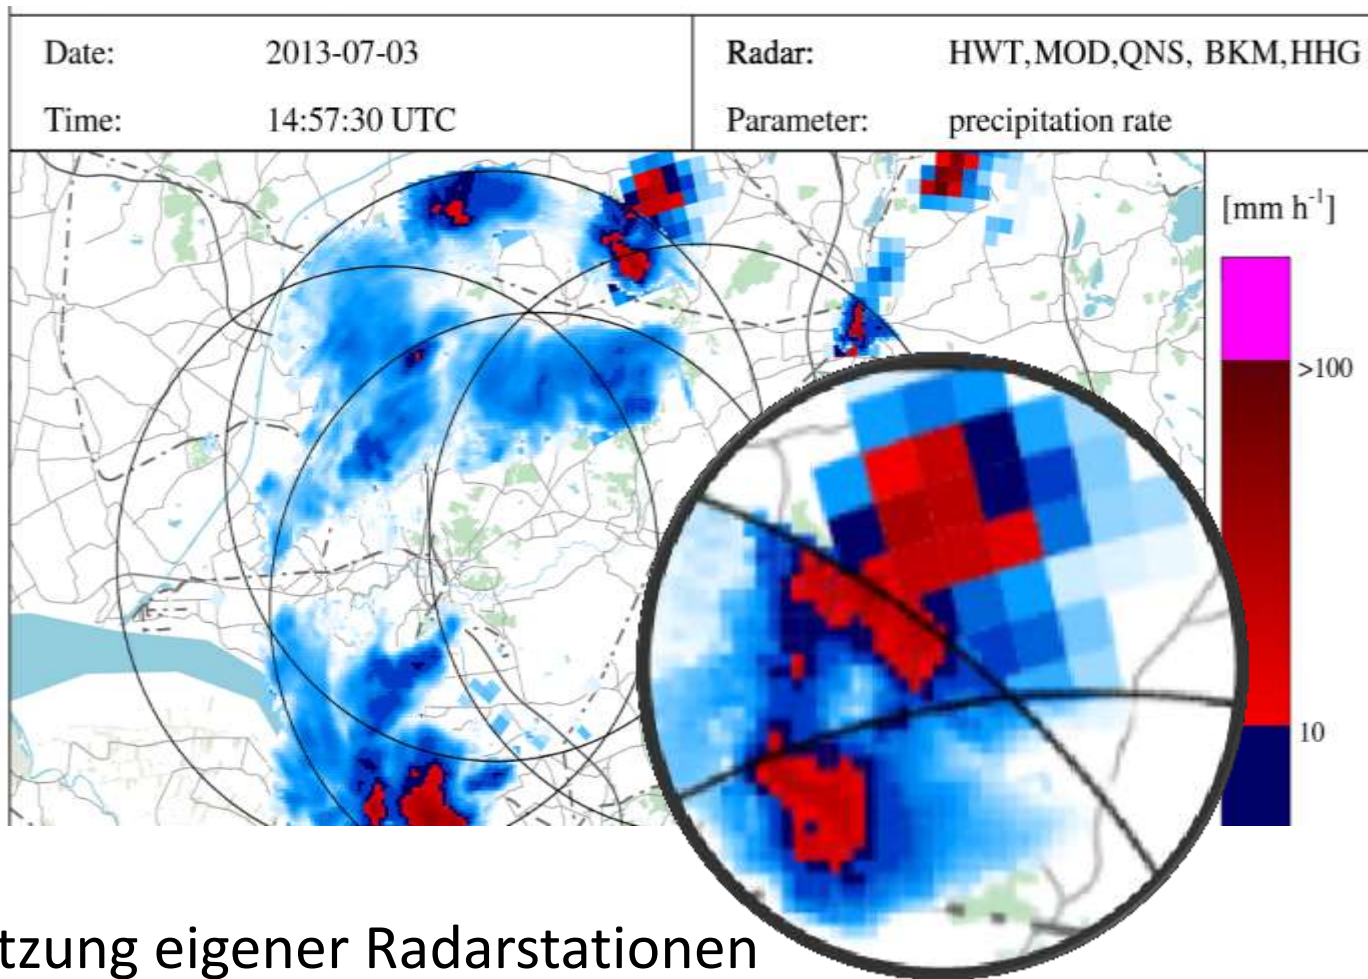 Date: 2013-07-03 Radar: HWT,MOD,QNS, BKM,HHG
Time: 14:57:30 UTC Parameter: precipitation rate
[mm h-1]
>100
10
tzung eigener Radarstationen